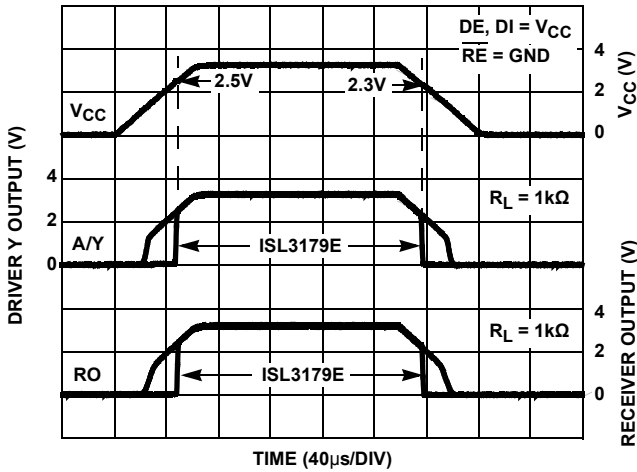 DE, DI = VCC
RE = GND
4
2.5V
2.3V
2
VCC
0
VCC (V)
DRIVER Y OUTPUT (V)
4
RL = 1kΩ
2
A/Y
ISL3179E
0
4
RL = 1kΩ
2
RO
ISL3179E
0
RECEIVER OUTPUT (V)
TIME (40µs/DIV)